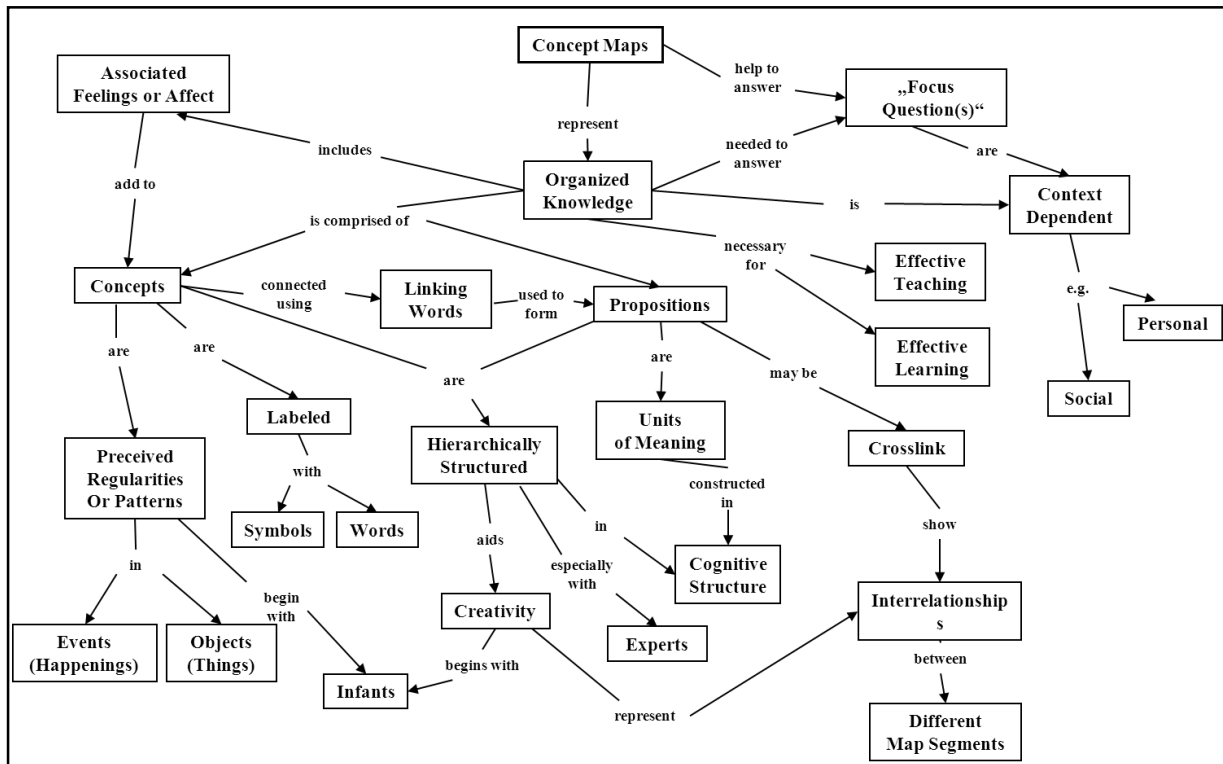 Concept Maps
Associated
Feelings or Affect
help to
answer
„Focus
Question(s)“
represent
includes
needed to
answer
are
add to
Organized
Knowledge
Context
Dependent
is
is comprised of
necessary
for
Effective
Teaching
Concepts
connected
using
Linking
Words
used to
form
Propositions
e.g.
Personal
are
are
are
are
may be
Effective
Learning
Social
Labeled
Units
of Meaning
Preceived
Regularities
Or Patterns
Hierarchically
Structured
Crosslink
with
constructed
in
Symbols
Words
aids
in
show
in
especially
with
Cognitive
Structure
begin
with
Creativity
Interrelationship
s
Events
(Happenings)
Objects
(Things)
Experts
begins with
between
Infants
represent
Different
Map Segments